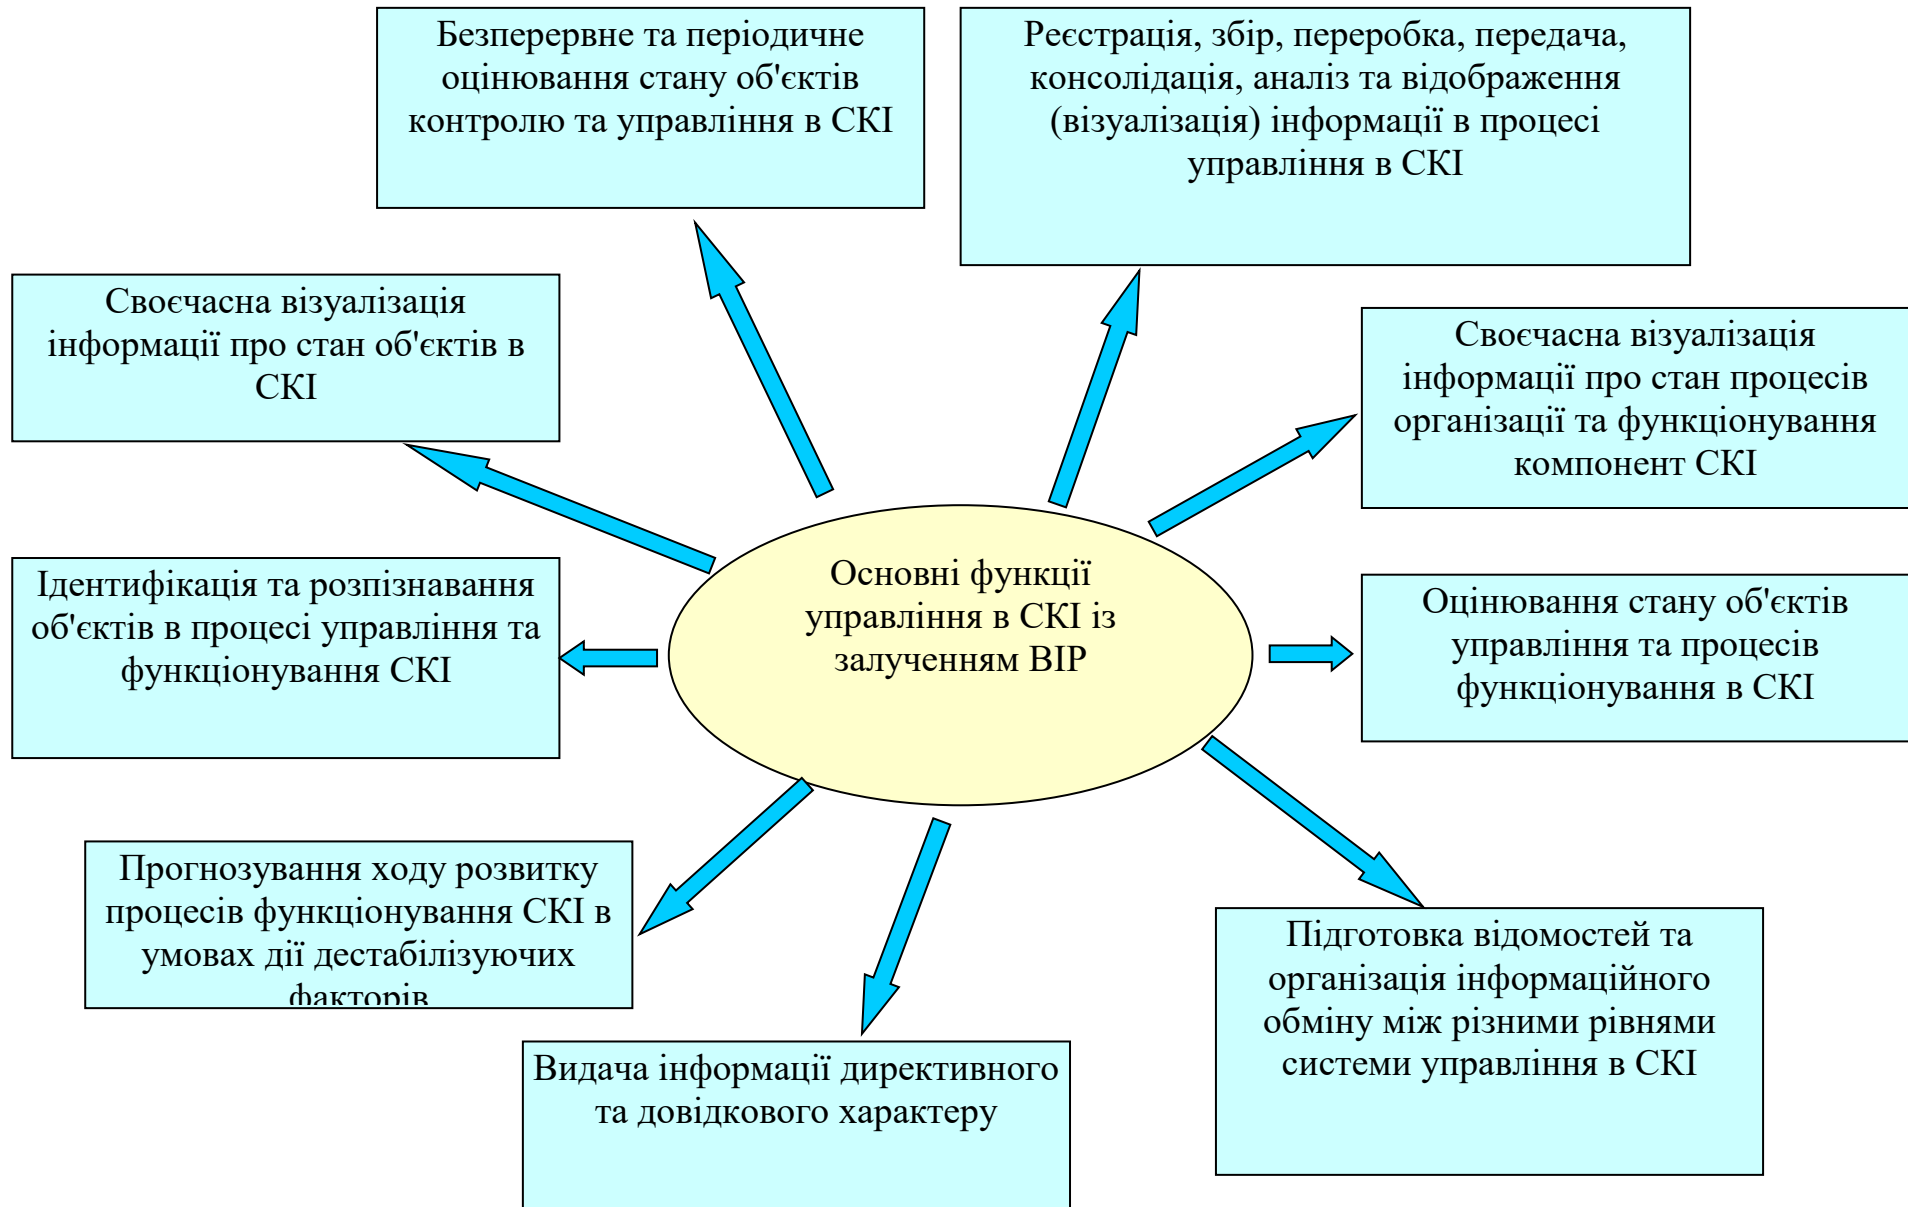 Безперервне та періодичне
оцінювання стану об'єктів
контролю та управління в СКІ
Реєстрація, збір, переробка, передача,
консолідація, аналіз та відображення
(візуалізація) інформації в процесі
управління в СКІ
Своєчасна візуалізація
інформації про стан об'єктів в
СКІ
Своєчасна візуалізація
інформації про стан процесів
організації та функціонування
компонент СКІ
Ідентифікація та розпізнавання
об'єктів в процесі управління та
функціонування СКІ
Основні функції
управління в СКІ із
залученням ВІР
Оцінювання стану об'єктів
управління та процесів
функціонування в СКІ
Прогнозування ходу розвитку
процесів функціонування СКІ в
умовах дії дестабілізуючих
факторів
Видача інформації директивного
та довідкового характеру
Підготовка відомостей та
організація інформаційного
обміну між різними рівнями
системи управління в СКІ